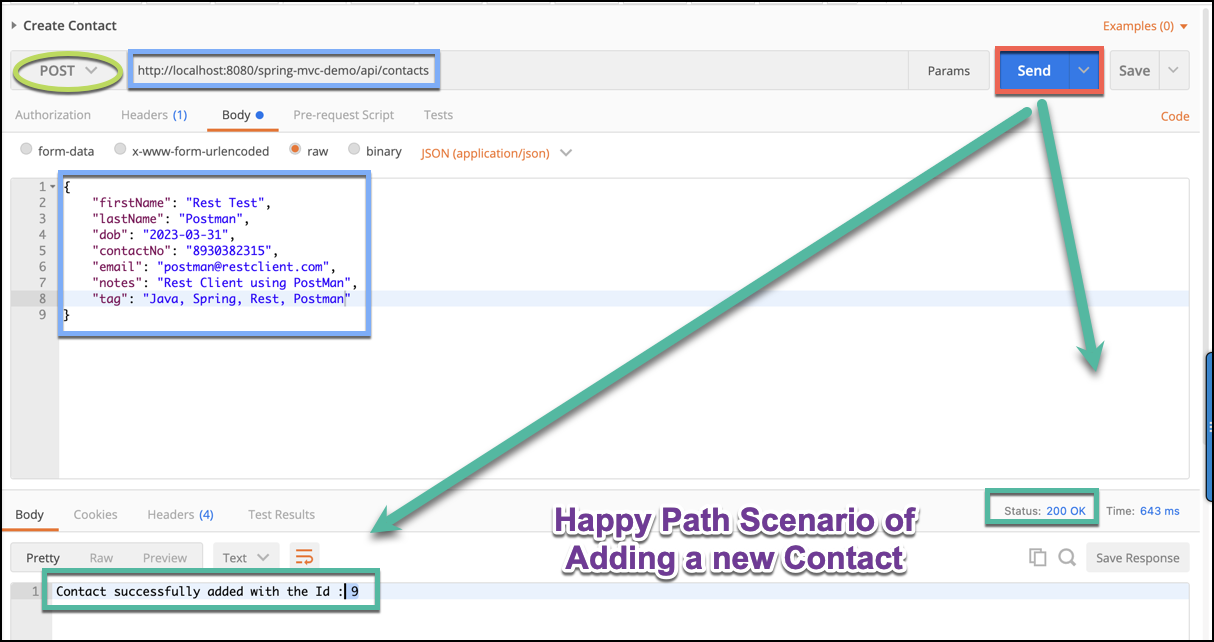 Create Contact
Examples (0)
POST
http://localhost:8080/spring-mvc-demo/api/contacts
Params
Send
Save
Authorization
Headers (1)
Body
Pre-request Script
Tests
Code
form-data
x-www-form-urlencoded
raw
binary
JSON (application/json)
1 {
2 "firstName": "Rest Test",
3 "lastName": "Postman",
4 "dob": "2023-03-31",
5 "contactNo": "8930382315",
6 "email": "postman@restclient.com",
7 "notes": "Rest Client using PostMan",
8 "tag": "Java, Spring, Rest, Postman"
9 }
Body
Cookies
Headers (4)
Test Results
Status: 200 OK
Time: 643 ms
Happy Path Scenario of
Adding a new Contact
Pretty
Raw
Preview
Text
Save Response
1 Contact successfully added with the Id : 9